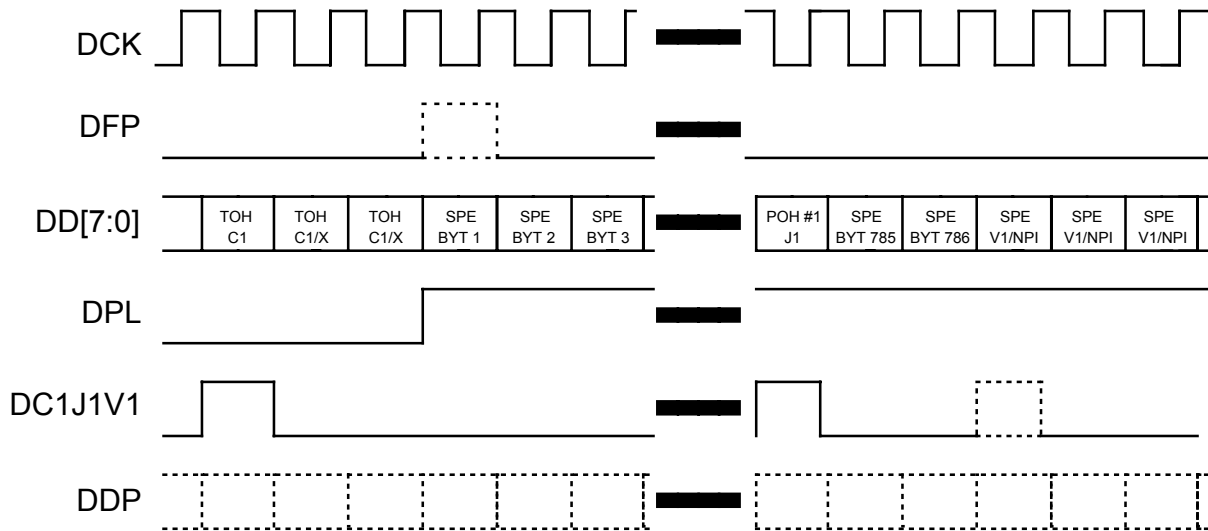 DCK
DFP
DD[7:0]
TOH
C1
TOH
C1/X
TOH
C1/X
SPE
BYT 1
SPE
BYT 2
SPE
BYT 3
POH #1
J1
SPE
BYT 785
SPE
BYT 786
SPE
V1/NPI
SPE
V1/NPI
SPE
V1/NPI
DPL
DC1J1V1
DDP